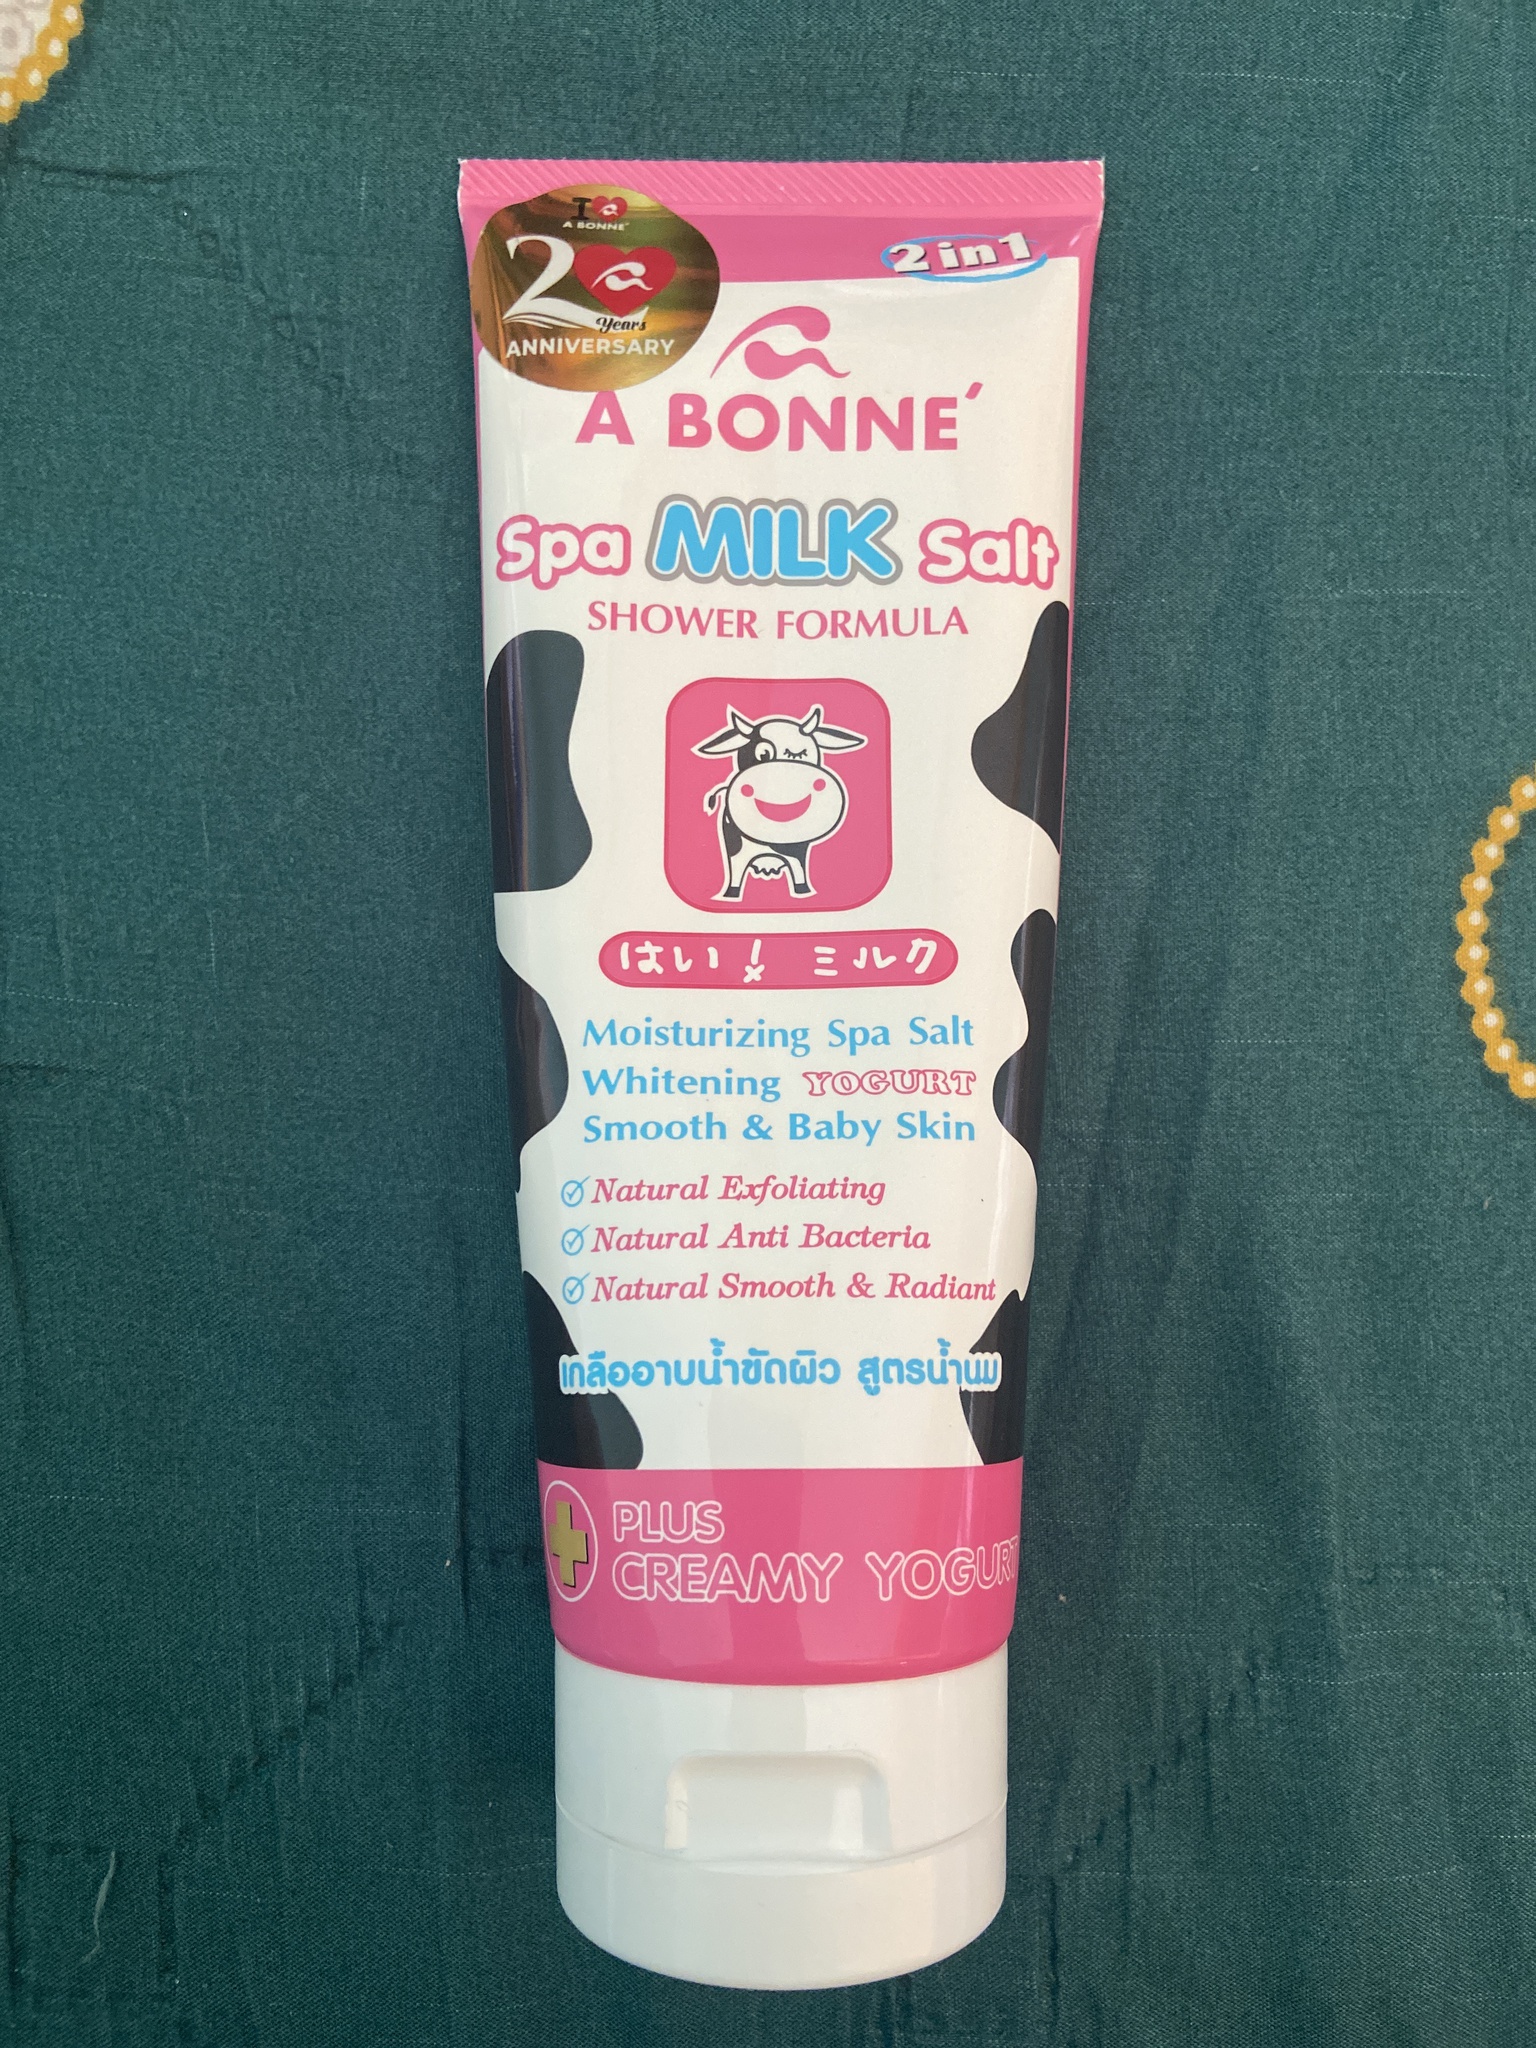 I
A BONNE'
20
Years
ANNIVERSARY
2 in 1
A BONNE'
Spa MILK Salt
SHOWER FORMULA
はい! ミルク
Moisturizing Spa Salt
Whitening YOGURT
Smooth & Baby Skin
Natural Exfoliating
Natural Anti Bacteria
Natural Smooth & Radiant
เกลืออาบน้ำขัดผิว สูตรน้ำนม
PLUS
CREAMY YOGURT